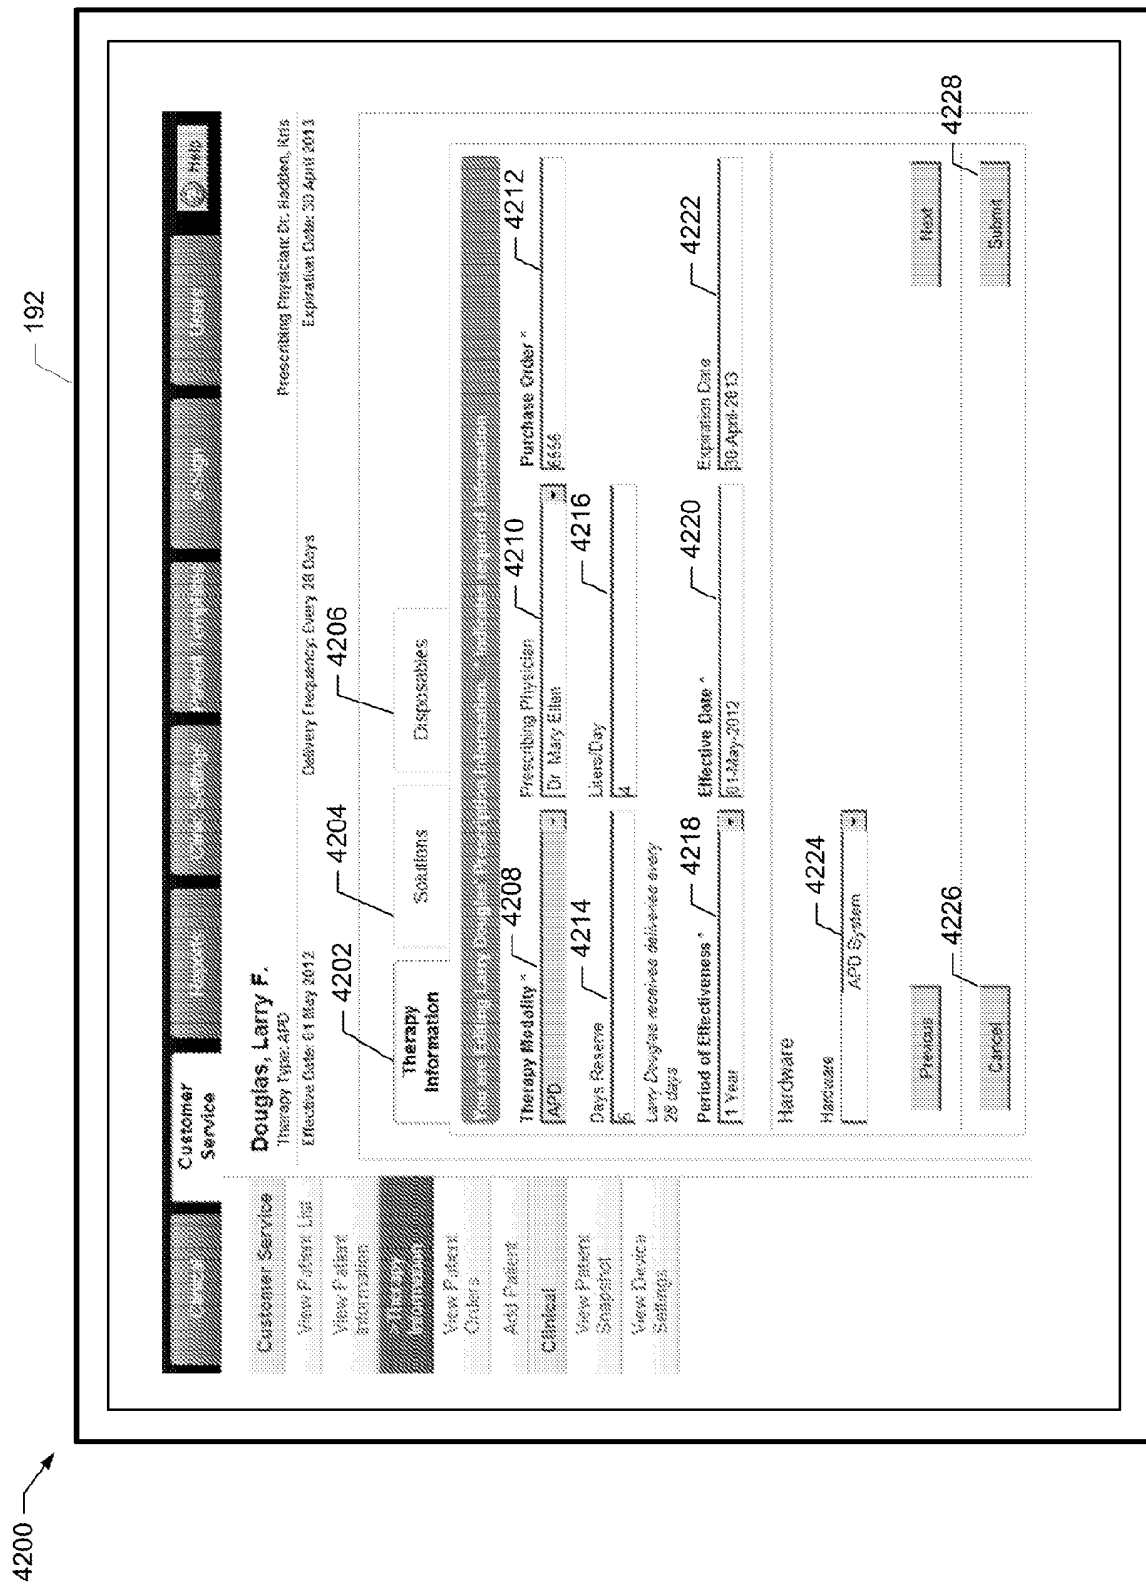 4200
192
Customer
Service
Help
Douglas, Larry F.
Therapy Type: APD
Prescribing Physician: Dr. Hadden, Kris
Effective Date: 01 May 2012
Delivery Frequency: Every 28 Days
Expiration Date: 30 April 2013
Customer Service
View Patient List
View Patient
Information
Therapy
Information
View Patient
Orders
Add Patient
Clinical
View Patient
Snapshot
View Device
Settings
4202
4204
4206
Therapy
Information
Solutions
Disposables
4208
4210
4212
Therapy Modality *
Prescribing Physician
Purchase Order *
APD
Dr Mary Ellen
4214
4216
Days Reserve
Liters/Day
4
Larry Douglas receives deliveries every
28 days
4218
4220
4222
Period of Effectiveness *
Effective Date *
Expiration Date
1 Year
01-May-2012
30-April-2013
Hardware
4224
Hardware
APD System
Previous
Next
4226
4228
Cancel
Submit